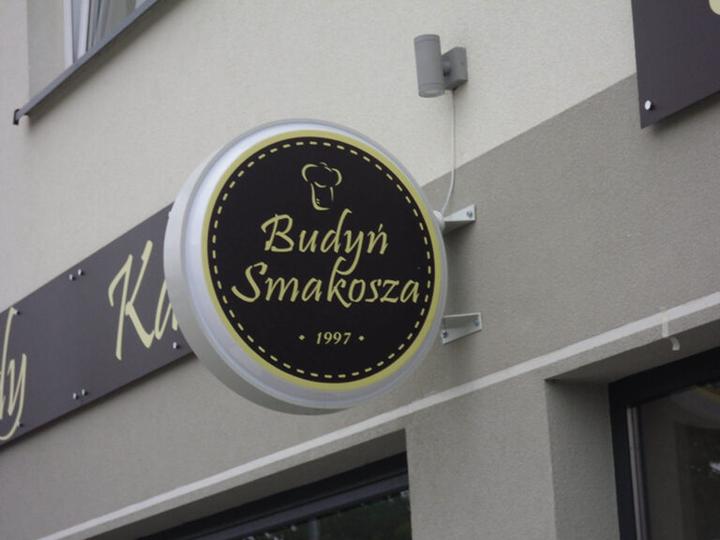 Budyń
Smakosza
• 1997 •